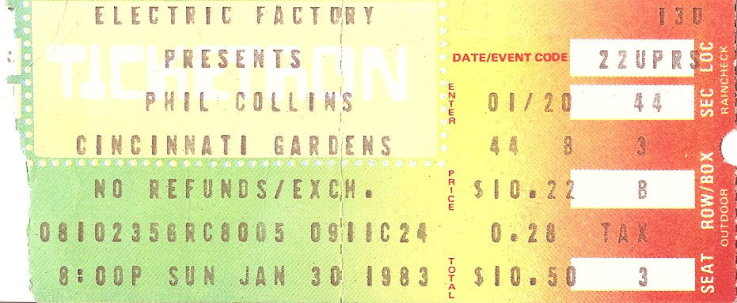 ELECTRIC FACTORY 130
PRESENTS DATE/EVENT CODE 22UPRS LOC
TICKETRON
PHIL COLLINS ENTER 01/20 44 SEC RAINCHECK
CINCINNATI GARDENS 44 B 3
NO REFUNDS/EXCH. PRICE $10.22 B ROW/BOX OUTDOOR
08102356RC8005 0911C24 0.28 TAX
8:00P SUN JAN 30 1983 TOTAL $10.50 3 SEAT